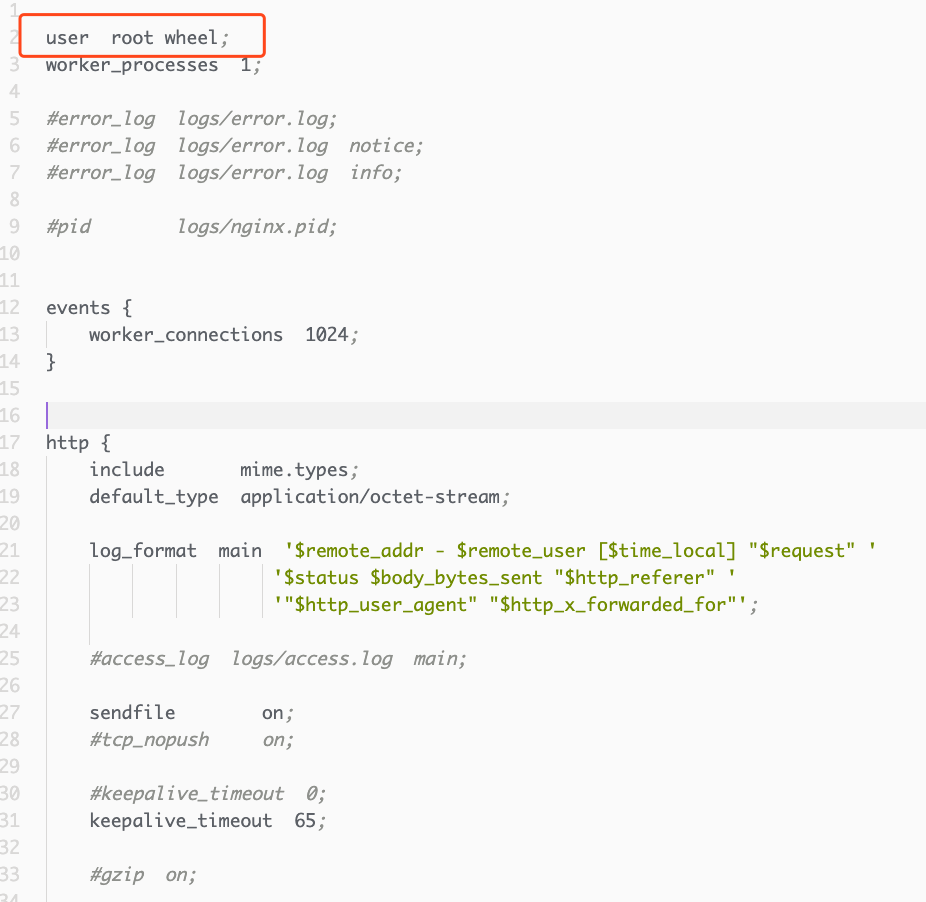 1
2 user  root wheel;
3 worker_processes  1;
4
5 #error_log  logs/error.log;
6 #error_log  logs/error.log  notice;
7 #error_log  logs/error.log  info;
8
9 #pid        logs/nginx.pid;
10
11
12 events {
13     worker_connections  1024;
14 }
15
16
17 http {
18     include       mime.types;
19     default_type  application/octet-stream;
20
21     log_format  main  '$remote_addr - $remote_user [$time_local] "$request" '
22                      '$status $body_bytes_sent "$http_referer" '
23                      '"$http_user_agent" "$http_x_forwarded_for"';
24
25     #access_log  logs/access.log  main;
26
27     sendfile        on;
28     #tcp_nopush     on;
29
30     #keepalive_timeout  0;
31     keepalive_timeout  65;
32
33     #gzip  on;
34